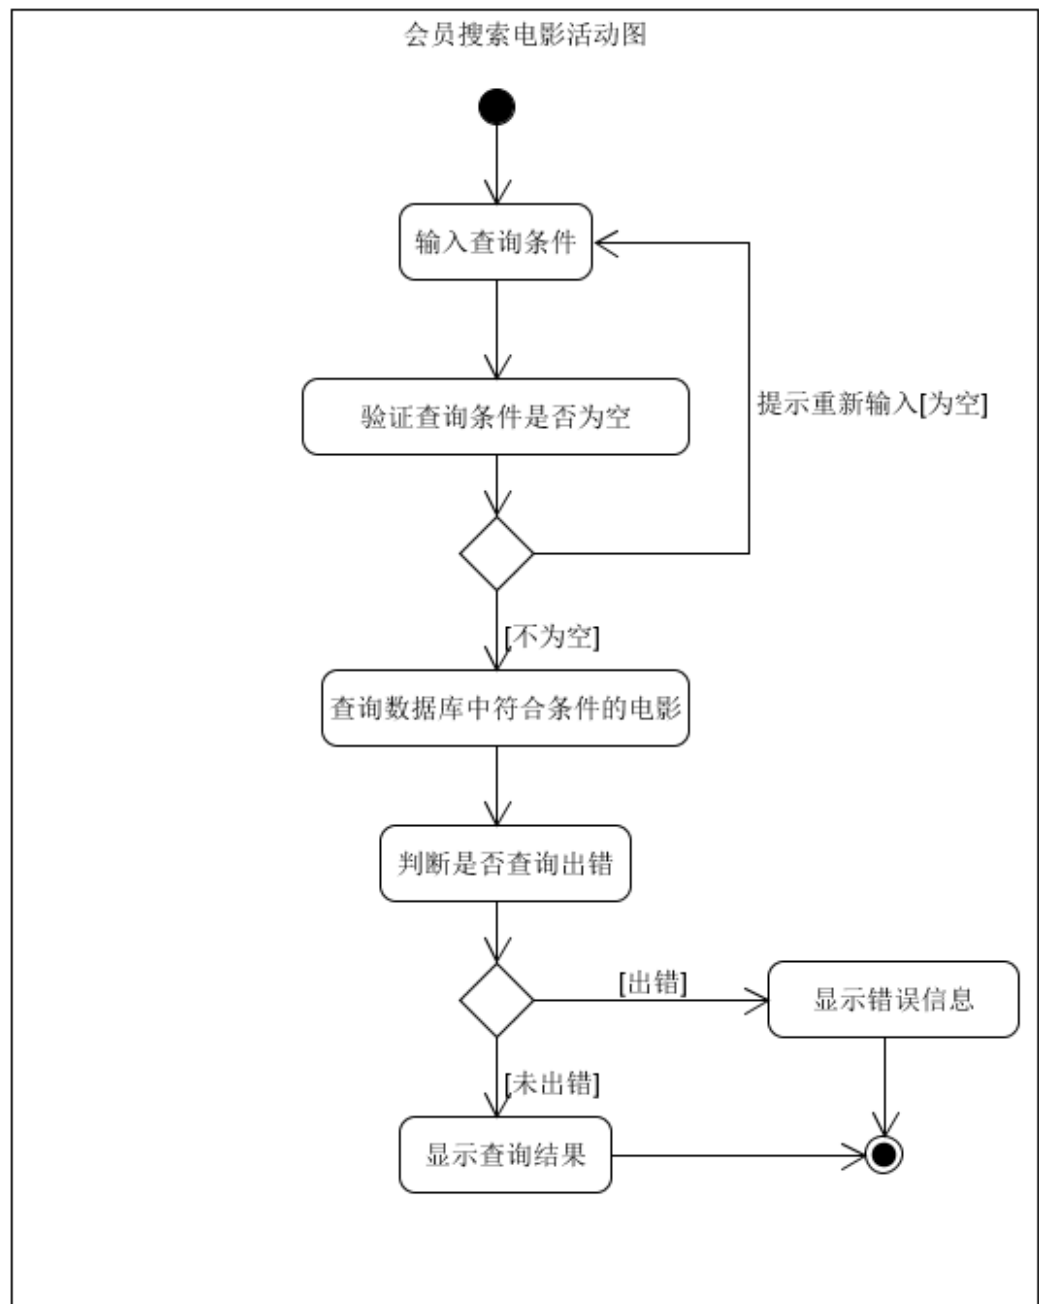 会员搜索电影活动图
输入查询条件
验证查询条件是否为空
提示重新输入[为空]
[不为空]
查询数据库中符合条件的电影
判断是否查询出错
[出错]
显示错误信息
[未出错]
显示查询结果